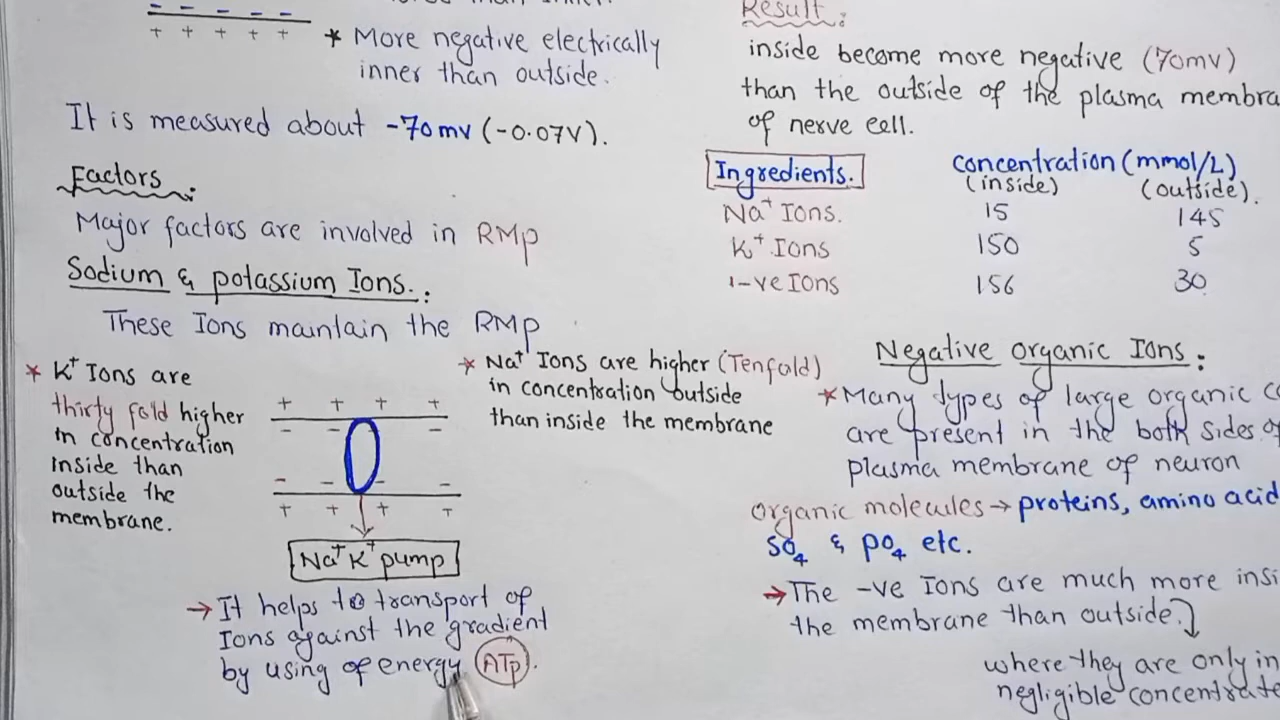 − − − − −
+ + + + +
* More negative electrically
inner than outside.
It is measured about -70mv (-0.07V).
Factors:
Major factors are involved in RMp
Sodium & potassium Ions.:
These Ions maintain the RMp
* K+ Ions are
thirty fold higher
in concentration
inside than
outside the
membrane.
+ + + +
− − −
− − − −
+ + + +
Na+ K+ pump
* Na+ Ions are higher (Tenfold)
in concentration outside
than inside the membrane
→ It helps to transport of
Ions against the gradient
by using of energy ATp.
Result:
inside become more negative (70mv)
than the outside of the plasma membra
of nerve cell.
Ingredients. concentration (mmol/L)
(inside) (outside).
Na+ Ions. 15 145
K+ Ions 150 5
1-ve Ions 156 30
Negative Organic Ions:
* Many types of large organic
are present in the both sides of
plasma membrane of neuron
organic molecules → proteins, amino acid
SO4 & PO4 etc.
→ The -ve Ions are much more insi
the membrane than outside.
where they are only in
negligible concentrate